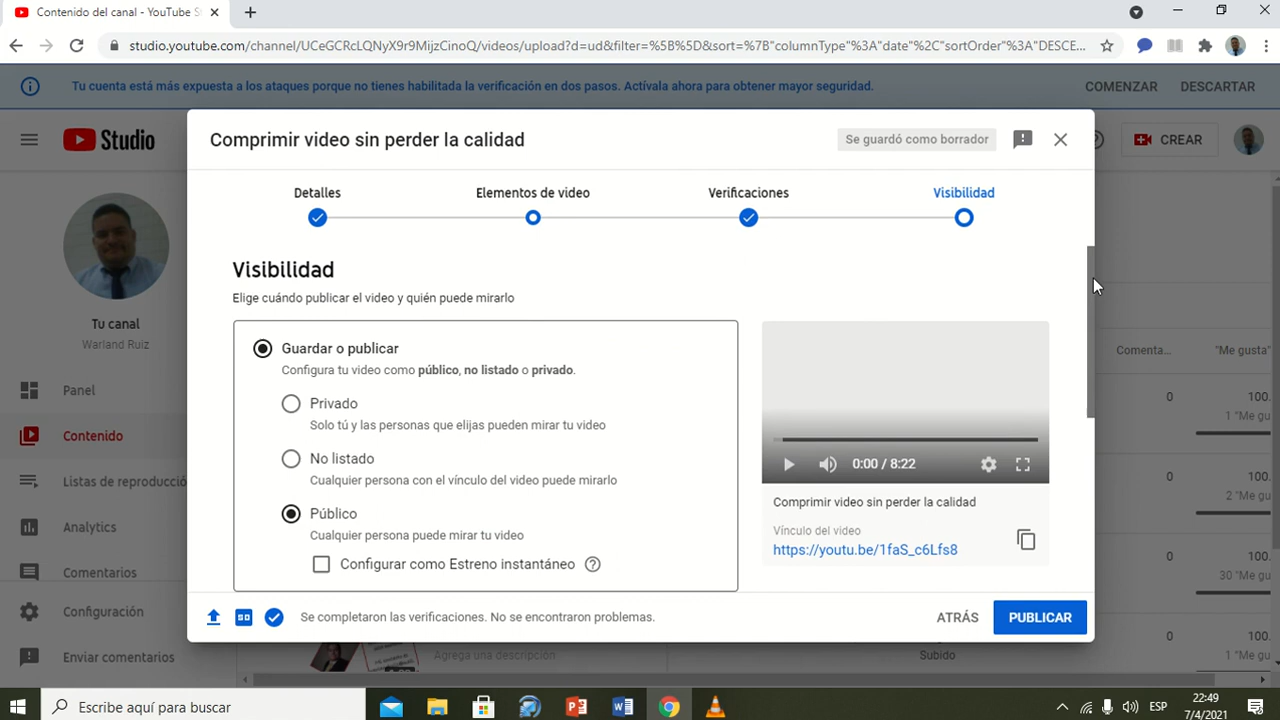 Contenido del canal - YouTube S
studio.youtube.com/channel/UCeGCRcLQNyX9r9MijzCinoQ/videos/upload?d=ud&filter=%5B%5D&sort=%7B"columnType"%3A"date"%2C"sortOrder"%3A"DESCE...
Tu cuenta está más expuesta a los ataques porque no tienes habilitada la verificación en dos pasos. Actívala ahora para obtener mayor seguridad.
COMENZAR
DESCARTAR
Studio
CREAR
Comprimir video sin perder la calidad
Se guardó como borrador
Detalles
Elementos de video
Verificaciones
Visibilidad
Visibilidad
Elige cuándo publicar el video y quién puede mirarlo
Guardar o publicar
Configura tu video como público, no listado o privado.
Privado
Solo tú y las personas que elijas pueden mirar tu video
No listado
Cualquier persona con el vínculo del video puede mirarlo
Público
Cualquier persona puede mirar tu video
Configurar como Estreno instantáneo
0:00 / 8:22
Comprimir video sin perder la calidad
Vínculo del video
https://youtu.be/1faS_c6Lfs8
Se completaron las verificaciones. No se encontraron problemas.
ATRÁS
PUBLICAR
Tu canal
Warland Ruiz
Panel
Contenido
Listas de reproducció
Analytics
Comentarios
Configuración
Enviar comentarios
Comenta...
"Me gusta"
0
100.
1 "Me gu
0
100.
2 "Me gu
0
100.
30 "Me gu
0
100.
1 "Me gu
Agrega una descripción
Subido
Escribe aquí para buscar
ESP
22:49
7/4/2021